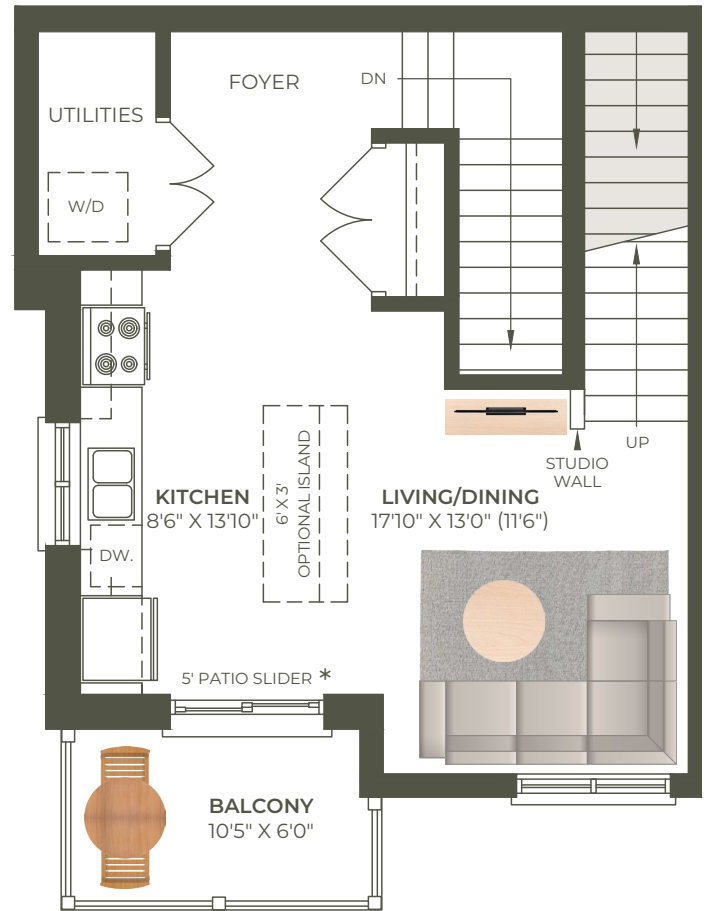 FOYER
DN
UTILITIES
W/D
UP
STUDIO
WALL
KITCHEN
8'6" X 13'10"
6' X 3'
OPTIONAL ISLAND
LIVING/DINING
17'10" X 13'0" (11'6")
DW.
5' PATIO SLIDER *
BALCONY
10'5" X 6'0"